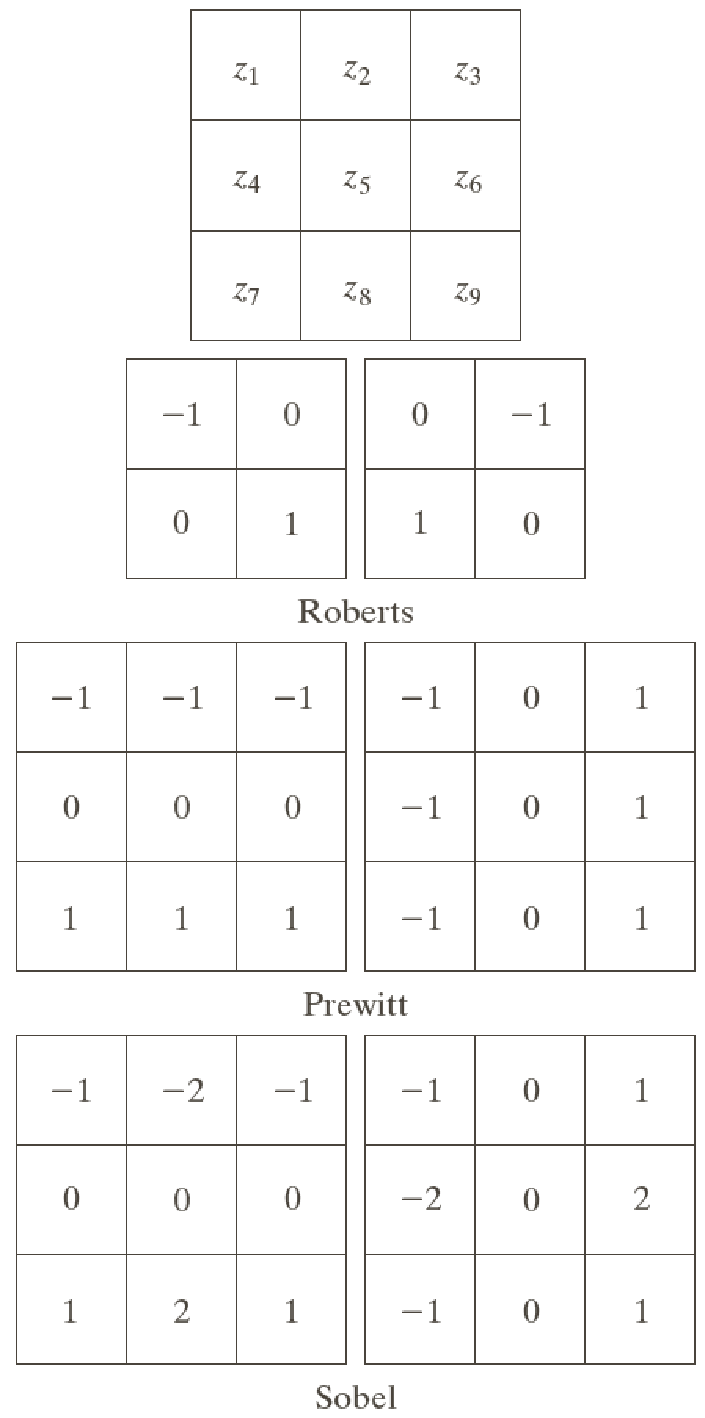 z₁ z₂ z₃
z₄ z₅ z₆
z₇ z₈ z₉
−1 0 0 −1
0 1 1 0
Roberts
−1 −1 −1 −1 0 1
0 0 0 −1 0 1
1 1 1 −1 0 1
Prewitt
−1 −2 −1 −1 0 1
0 0 0 −2 0 2
1 2 1 −1 0 1
Sobel